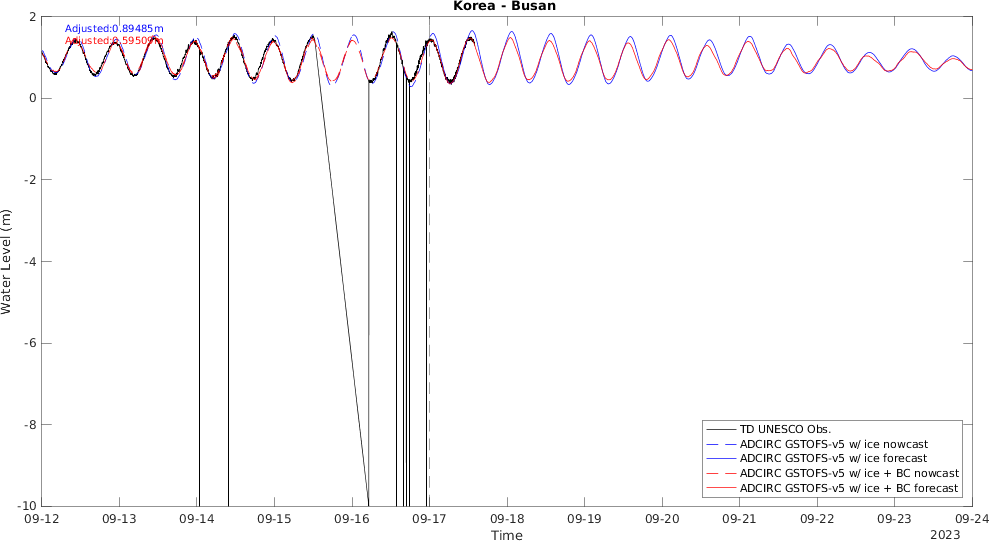 Korea - Busan
Adjusted:0.89485m
Adjusted:0.59509m
Water Level (m)
2
0
-2
-4
-6
-8
-10
09-12 09-13 09-14 09-15 09-16 09-17 09-18 09-19 09-20 09-21 09-22 09-23 09-24
Time
2023
TD UNESCO Obs.
ADCIRC GSTOFS-v5 w/ ice nowcast
ADCIRC GSTOFS-v5 w/ ice forecast
ADCIRC GSTOFS-v5 w/ ice + BC nowcast
ADCIRC GSTOFS-v5 w/ ice + BC forecast